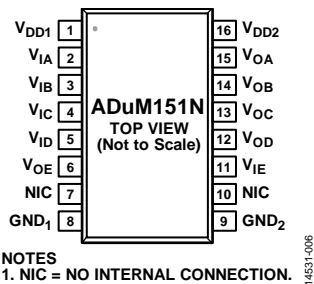 VDD1 1 16 VDD2
VIA 2 15 VOA
VIB 3 14 VOB
VIC 4 ADuM151N 13 VOC
TOP VIEW
VID 5 (Not to Scale) 12 VOD
VOE 6 11 VIE
NIC 7 10 NIC
GND1 8 9 GND2
NOTES
1. NIC = NO INTERNAL CONNECTION.
14531-006